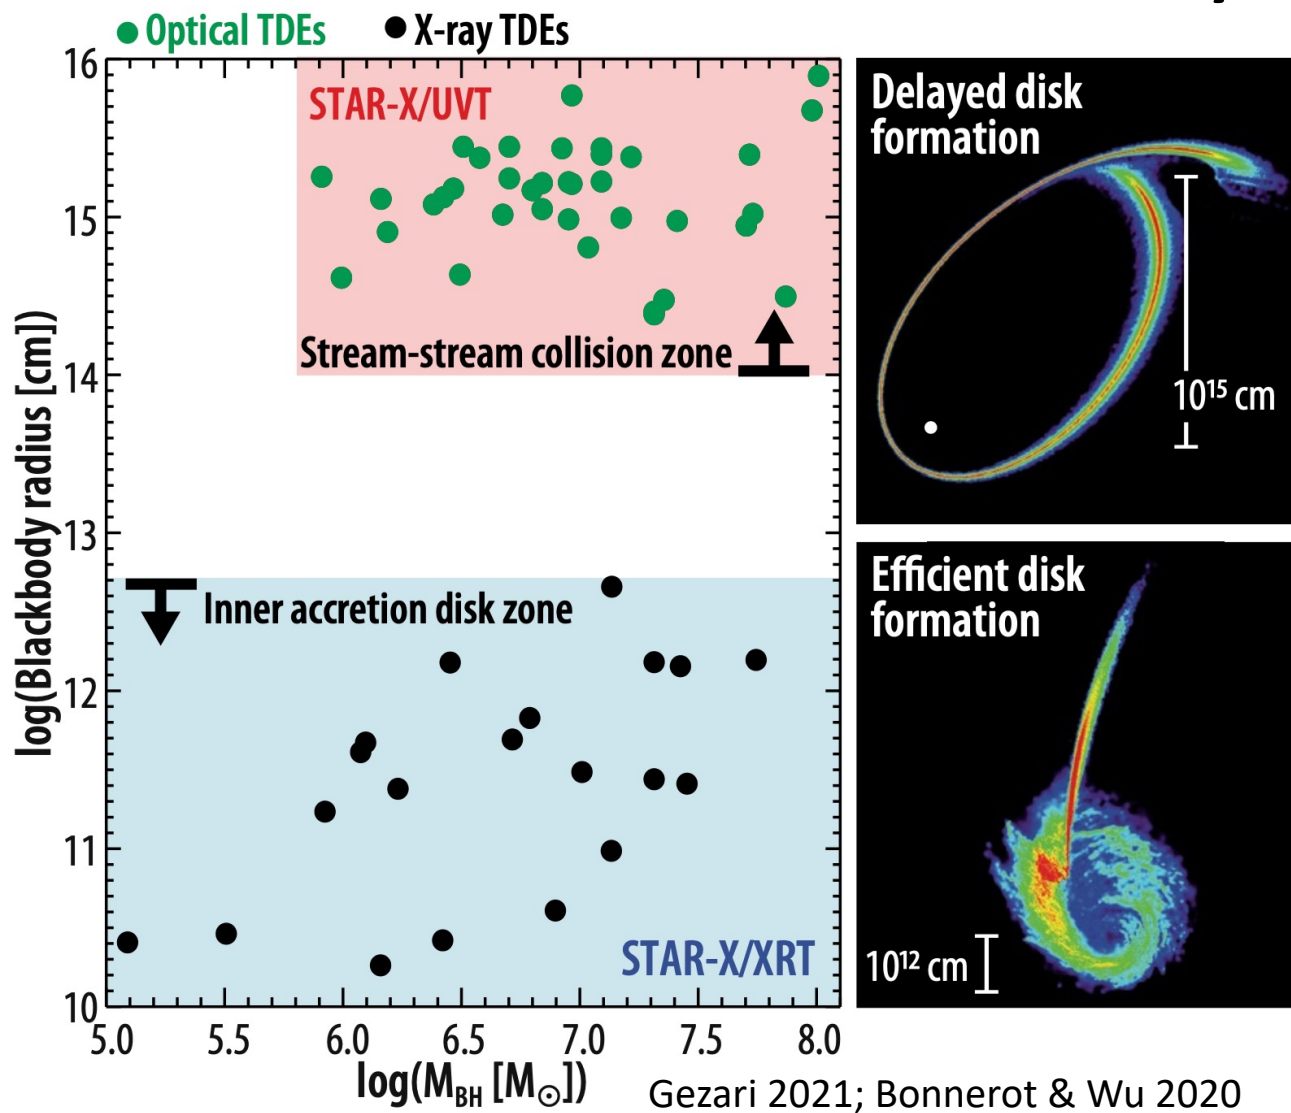 Optical TDEs
X-ray TDEs
16
15
14
13
12
11
10
log(Blackbody radius [cm])
STAR-X/UVT
Stream-stream collision zone
Inner accretion disk zone
STAR-X/XRT
5.0 5.5 6.0 6.5 7.0 7.5 8.0
log(M_BH [M_☉])
Delayed disk
formation
10¹⁵ cm
Efficient disk
formation
10¹² cm
Gezari 2021; Bonnerot & Wu 2020